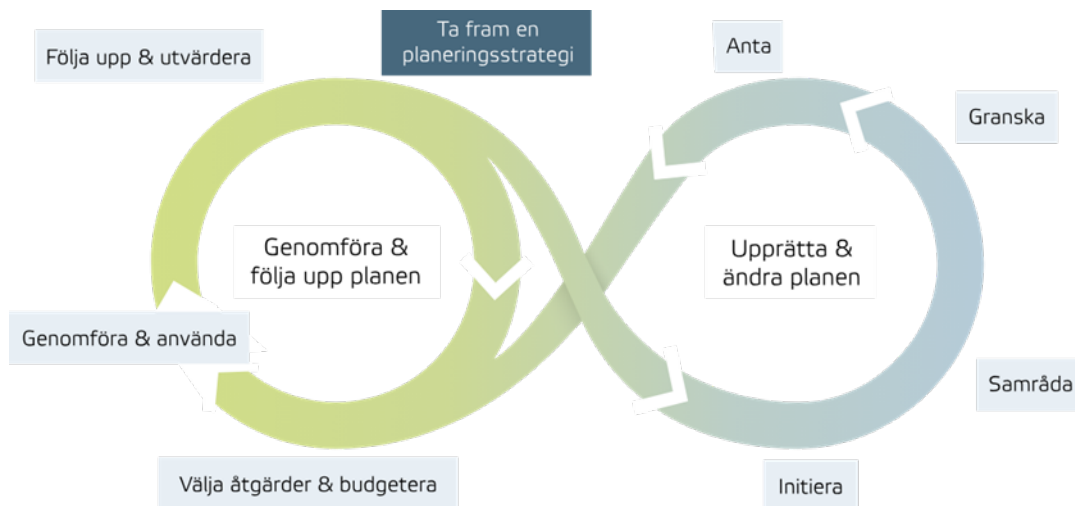 Ta fram en
planeringsstrategi
Följa upp & utvärdera
Anta
Granska
Genomföra &
följa upp planen
Upprätta &
ändra planen
Genomföra & använda
Samråda
Välja åtgärder & budgetera
Initiera